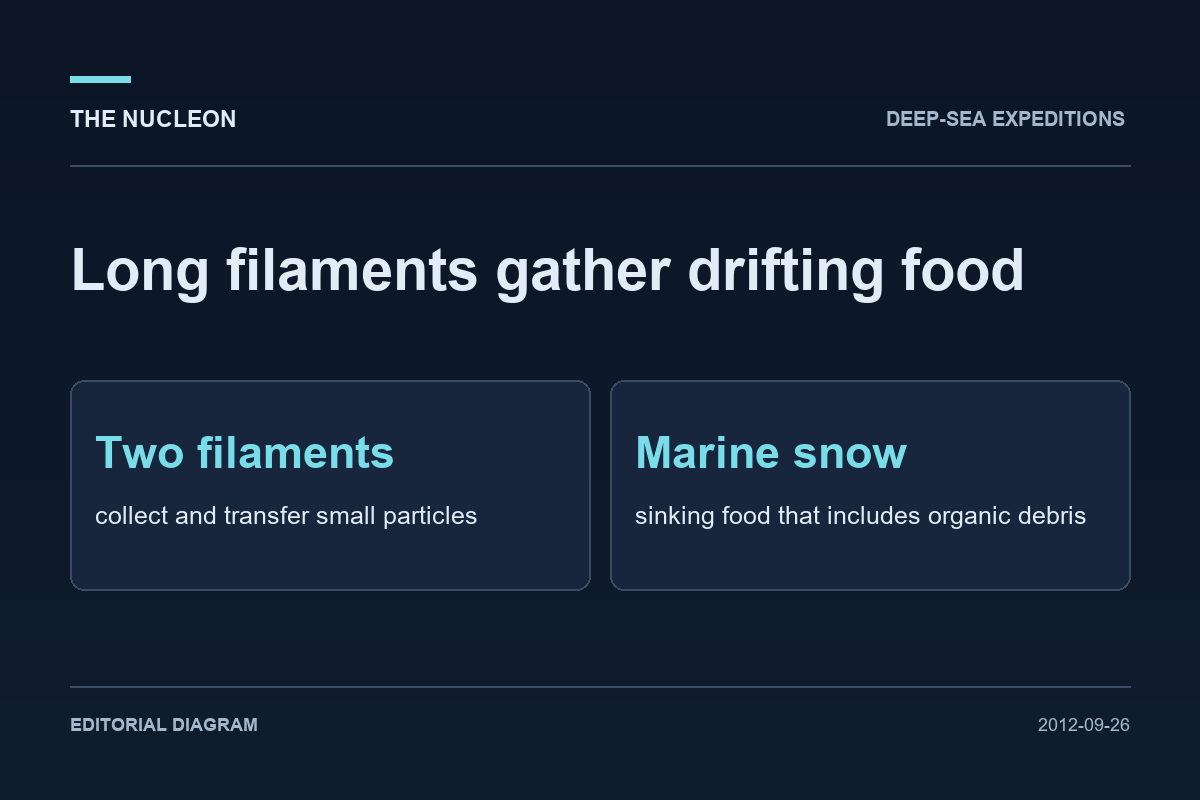 THE NUCLEON
DEEP-SEA EXPEDITIONS
Long filaments gather drifting food
Two filaments
collect and transfer small particles
Marine snow
sinking food that includes organic debris
EDITORIAL DIAGRAM
2012-09-26